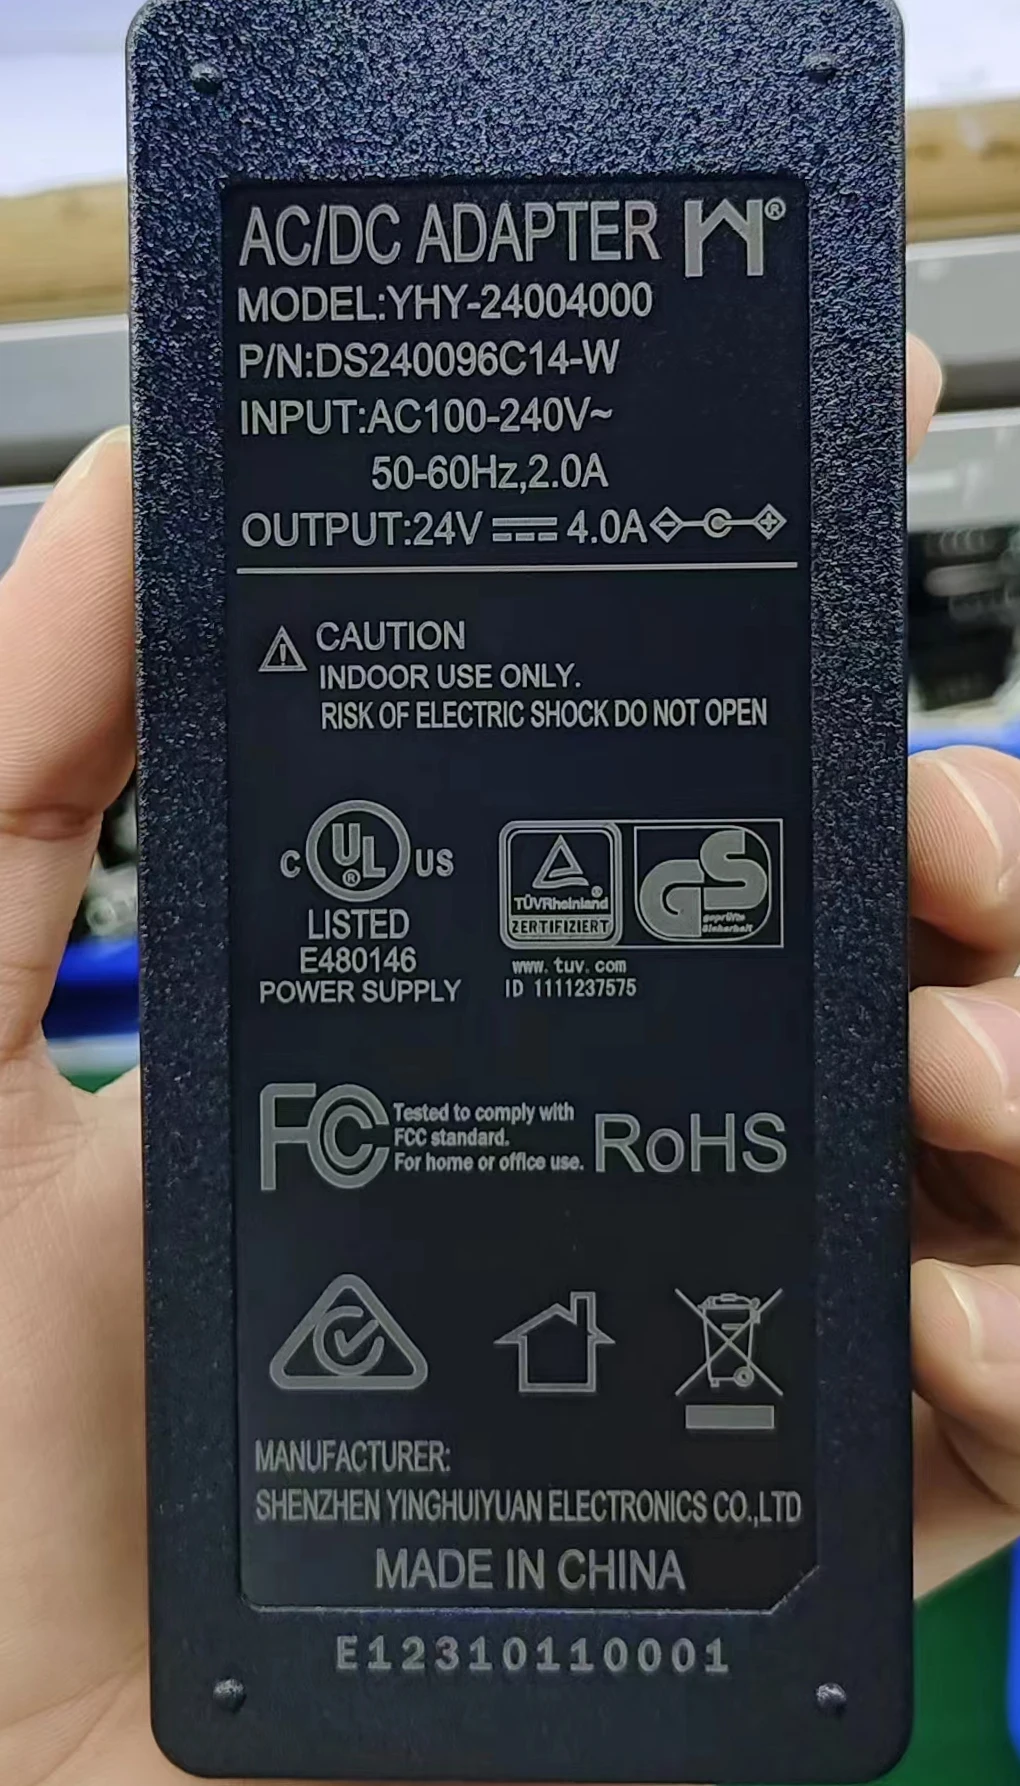 AC/DC ADAPTER ®
MODEL:YHY-24004000
P/N:DS240096C14-W
INPUT:AC100-240V~
50-60Hz,2.0A
OUTPUT:24V ⎓ 4.0A
CAUTION
INDOOR USE ONLY.
RISK OF ELECTRIC SHOCK DO NOT OPEN
C UL ® US
LISTED
E480146
POWER SUPPLY
TÜVRheinland ®
ZERTIFIZIERT
GS
geprüfte
Sicherheit
www.tuv.com
ID 1111237575
FC
Tested to comply with
FCC standard.
For home or office use.
RoHS
MANUFACTURER:
SHENZHEN YINGHUIYUAN ELECTRONICS CO.,LTD
MADE IN CHINA
E12310110001